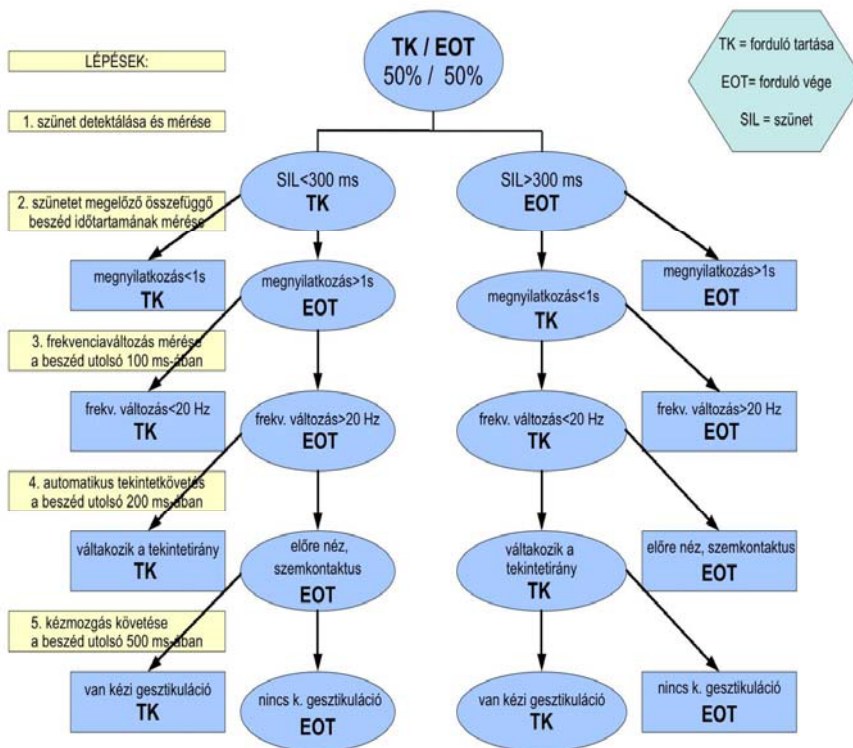 LÉPÉSEK:
TK / EOT
50% / 50%
TK = forduló tartása
EOT= forduló vége
SIL = szünet
1. szünet detektálása és mérése
SIL<300 ms
TK
SIL>300 ms
EOT
2. szünetet megelőző összefüggő
beszéd időtartamának mérése
megnyilatkozás<1s
TK
megnyilatkozás>1s
EOT
megnyilatkozás<1s
TK
megnyilatkozás>1s
EOT
3. frekvenciaváltozás mérése
a beszéd utolsó 100 ms-ában
frekv. változás<20 Hz
TK
frekv. változás>20 Hz
EOT
frekv. változás<20 Hz
TK
frekv. változás>20 Hz
EOT
4. automatikus tekintetkövetés
a beszéd utolsó 200 ms-ában
váltakozik a tekintetirány
TK
előre néz,
szemkontaktus
EOT
váltakozik a
tekintetirány
TK
előre néz, szemkontaktus
EOT
5. kézmozgás követése
a beszéd utolsó 500 ms-ában
van kézi gesztikuláció
TK
nincs k. gesztikuláció
EOT
van kézi gesztikuláció
TK
nincs k. gesztikuláció
EOT